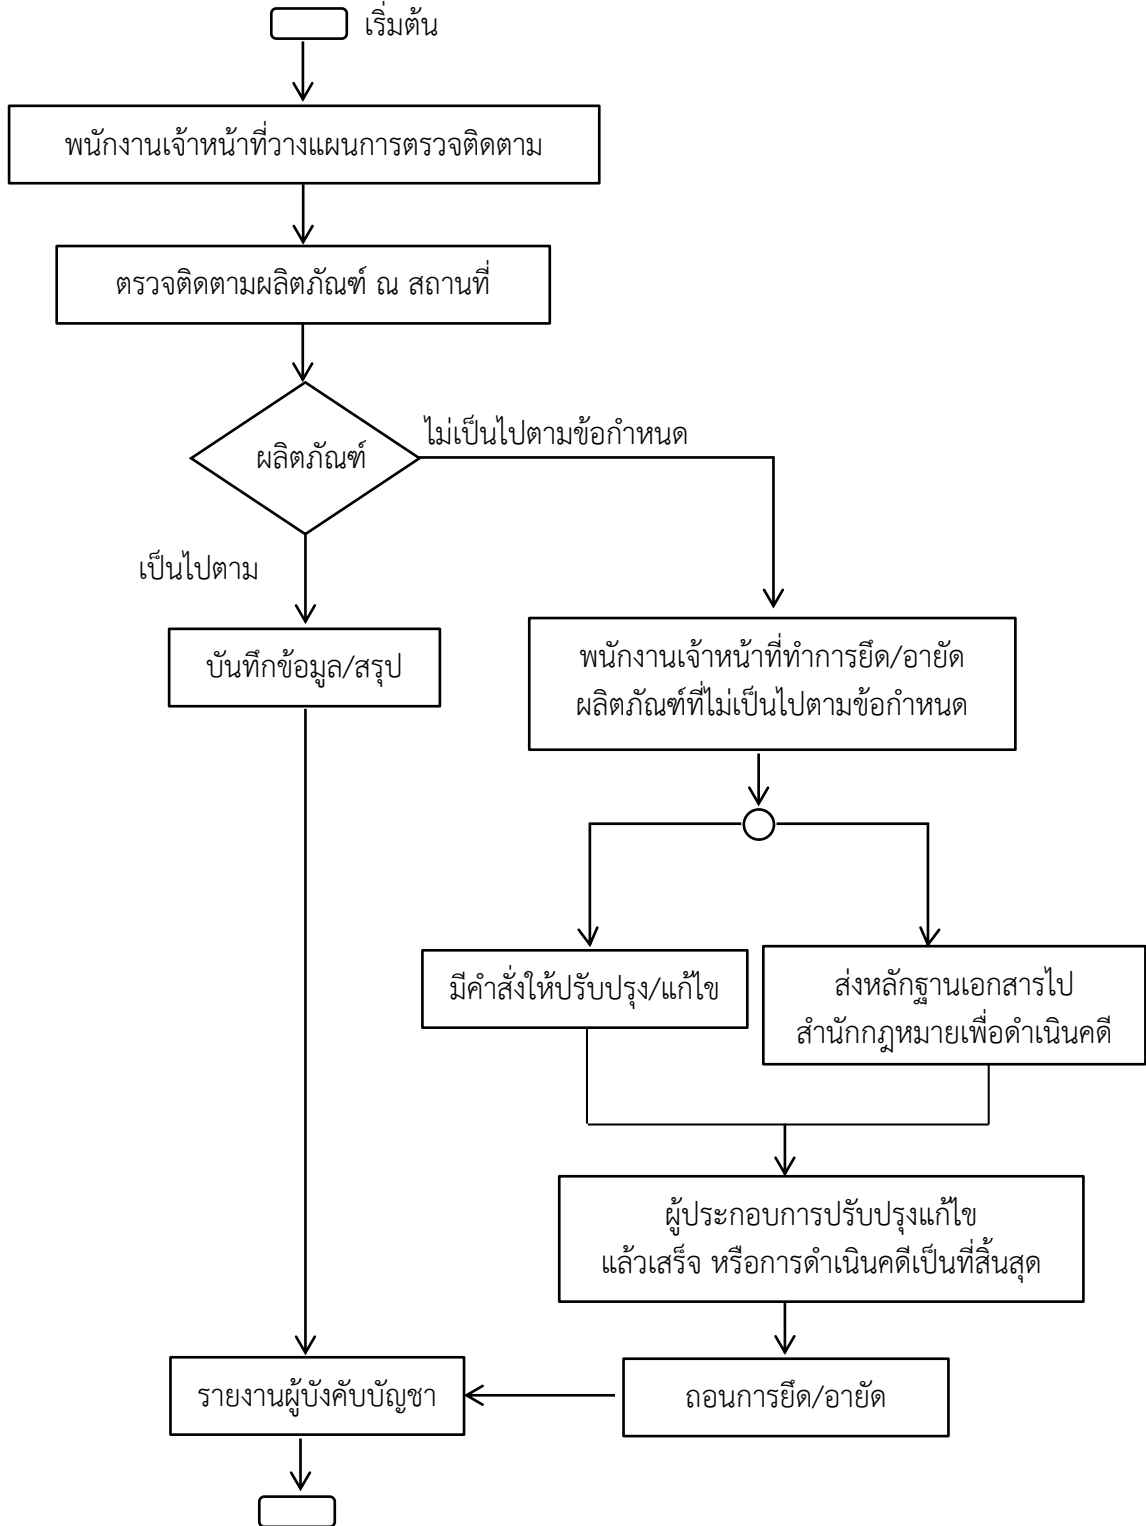 เริ่มต้น
พนักงานเจ้าหน้าที่วางแผนการตรวจติดตาม
ตรวจติดตามผลิตภัณฑ์ ณ สถานที่
ไม่เป็นไปตามข้อกำหนด
ผลิตภัณฑ์
เป็นไปตาม
บันทึกข้อมูล/สรุป
พนักงานเจ้าหน้าที่ทำการยึด/อายัด
ผลิตภัณฑ์ที่ไม่เป็นไปตามข้อกำหนด
มีคำสั่งให้ปรับปรุง/แก้ไข
ส่งหลักฐานเอกสารไป
สำนักกฎหมายเพื่อดำเนินคดี
ผู้ประกอบการปรับปรุงแก้ไข
แล้วเสร็จ หรือการดำเนินคดีเป็นที่สิ้นสุด
รายงานผู้บังคับบัญชา
ถอนการยึด/อายัด